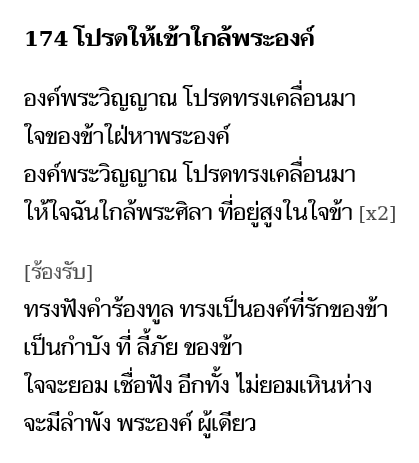 174 โปรดให้เข้าใกล้พระองค์
องค์พระวิญญาณ โปรดทรงเคลื่อนมา
ใจของข้าใฝ่หาพระองค์
องค์พระวิญญาณ โปรดทรงเคลื่อนมา
ให้ใจฉันใกล้พระศิลา ที่อยู่สูงในใจข้า [x2]
[ร้องรับ]
ทรงฟังคำร้องทูล ทรงเป็นองค์ที่รักของข้า
เป็นกำบัง ที่ ลี้ภัย ของข้า
ใจจะยอม เชื่อฟัง อีกทั้ง ไม่ยอมเหินห่าง
จะมีลำพัง พระองค์ ผู้เดียว